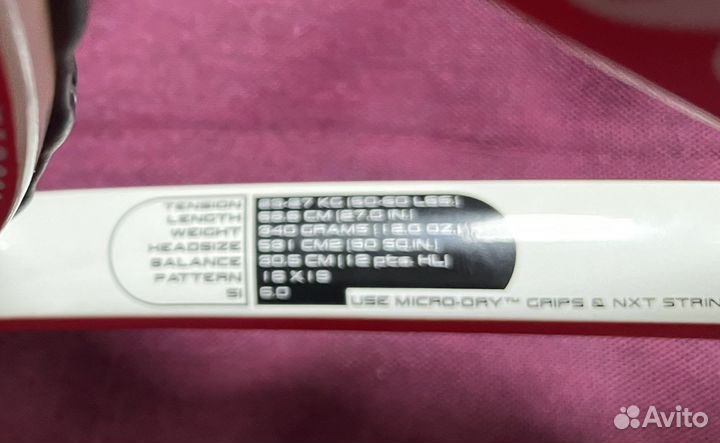 TENSION 23-27 KG [50-60 LBS.]
LENGTH 68.6 CM [27.0 IN.]
WEIGHT 340 GRAMS [12.0 OZ.]
HEADSIZE 581 CM2 [90 SQ.IN.]
BALANCE 30.5 CM [12 pts. HL]
PATTERN
SI 6.0
USE MICRO-DRY™ GRIPS & NXT STRIN
Avito